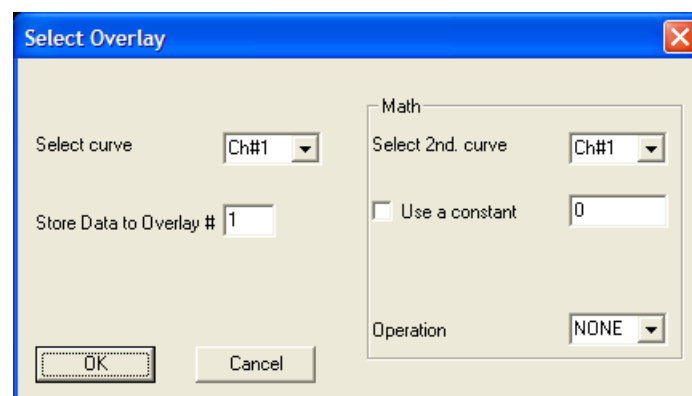 Select Overlay
Select curve
Ch#1
Store Data to Overlay #
1
Math
Select 2nd. curve
Ch#1
Use a constant
0
Operation
NONE
OK
Cancel